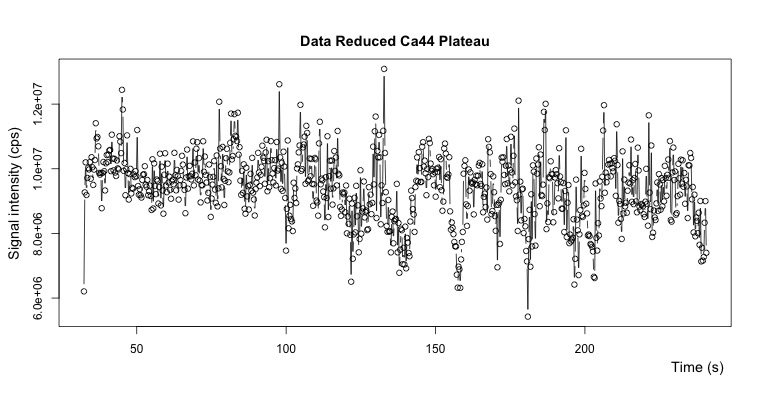 Data Reduced Ca44 Plateau
Signal intensity (cps)
1.2e+07
1.0e+07
8.0e+06
6.0e+06
50
100
150
200
Time (s)